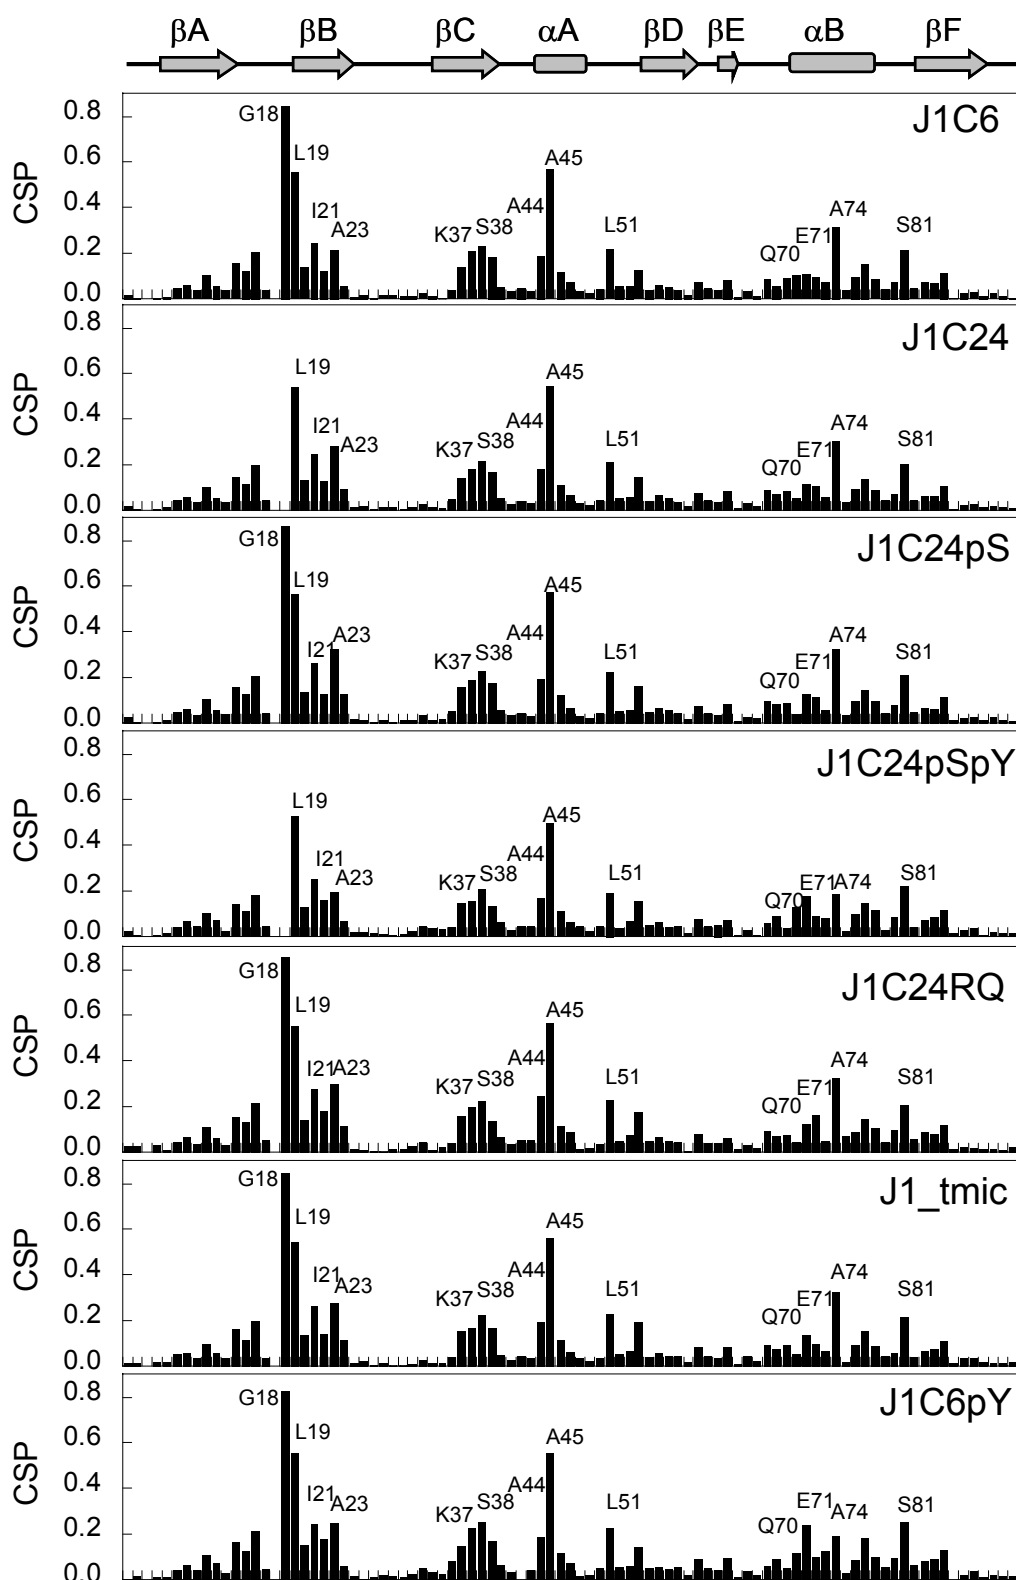 βA βB βC αA βD βE αB βF
J1C6
CSP
0.8
0.6
0.4
0.2
0.0
G18 L19 I21 A23 K37 S38 A44 A45 L51 Q70 E71 A74 S81
J1C24
CSP
0.8
0.6
0.4
0.2
0.0
L19 I21 A23 K37 S38 A44 A45 L51 Q70 E71 A74 S81
J1C24pS
CSP
0.8
0.6
0.4
0.2
0.0
G18 L19 I21 A23 K37 S38 A44 A45 L51 Q70 E71 A74 S81
J1C24pSpY
CSP
0.8
0.6
0.4
0.2
0.0
L19 I21 A23 K37 S38 A44 A45 L51 Q70 E71 A74 S81
J1C24RQ
CSP
0.8
0.6
0.4
0.2
0.0
G18 L19 I21 A23 K37 S38 A44 A45 L51 Q70 E71 A74 S81
J1_tmic
CSP
0.8
0.6
0.4
0.2
0.0
G18 L19 I21 A23 K37 S38 A44 A45 L51 Q70 E71 A74 S81
J1C6pY
CSP
0.8
0.6
0.4
0.2
0.0
G18 L19 I21 A23 K37 S38 A44 A45 L51 Q70 E71 A74 S81